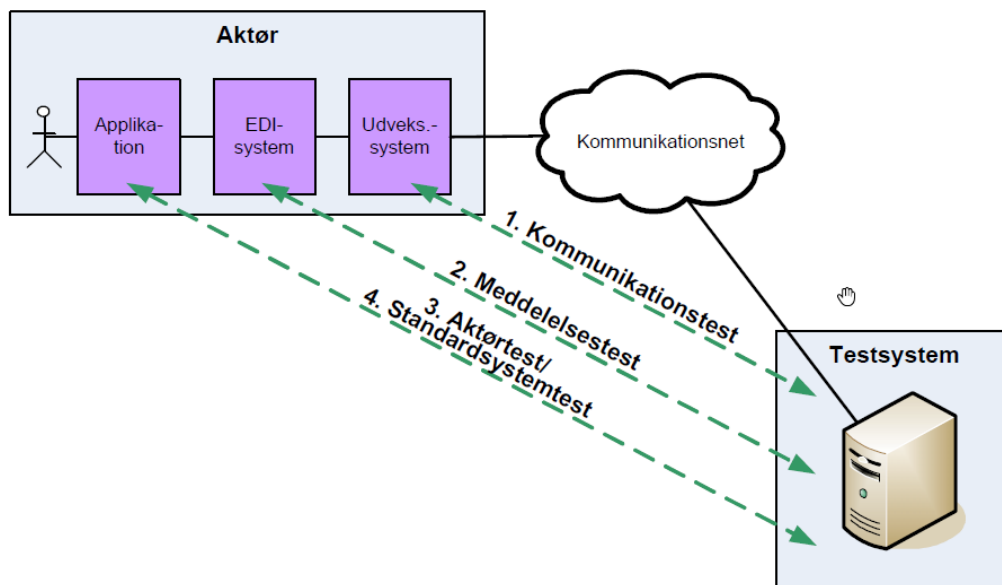 Aktør
Applika-
tion
EDI-
system
Udveks.-
system
Kommunikationsnet
1. Kommunikationstest
2. Meddelelsestest
3. Aktørtest/
4. Standardsystemtest
Testsystem